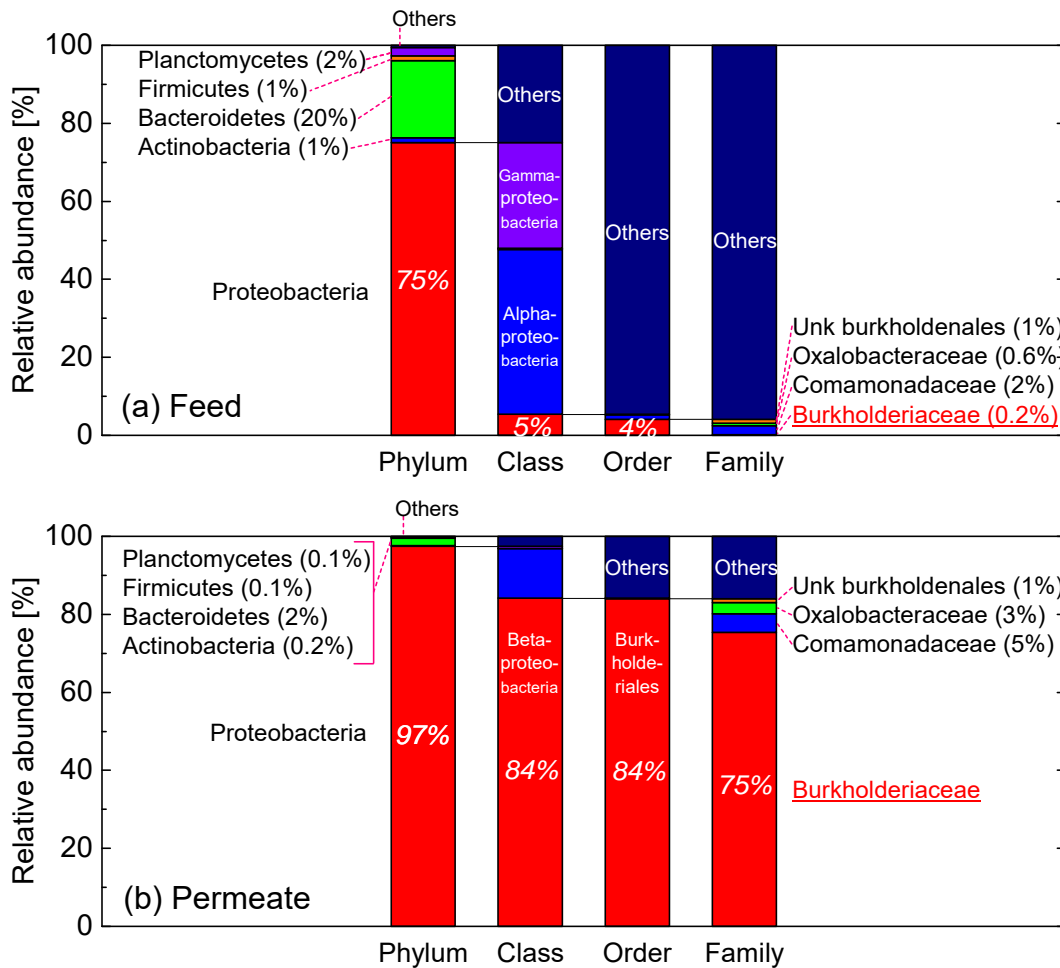 Others
100
80
60
40
20
0
Relative abundance [%]
Planctomycetes (2%)
Firmicutes (1%)
Bacteroidetes (20%)
Actinobacteria (1%)
Proteobacteria
75%
Others
Gamma-
proteo-
bacteria
Alpha-
proteo-
bacteria
5%
Others
4%
Others
Unk burkholdenales (1%)
Oxalobacteraceae (0.6%)
Comamonadaceae (2%)
Burkholderiaceae (0.2%)
(a) Feed
Phylum Class Order Family
Others
100
80
60
40
20
0
Relative abundance [%]
Planctomycetes (0.1%)
Firmicutes (0.1%)
Bacteroidetes (2%)
Actinobacteria (0.2%)
Proteobacteria
97%
Beta-
proteo-
bacteria
84%
Others
Burk-
holde-
riales
84%
Others
75%
Unk burkholdenales (1%)
Oxalobacteraceae (3%)
Comamonadaceae (5%)
Burkholderiaceae
(b) Permeate
Phylum Class Order Family